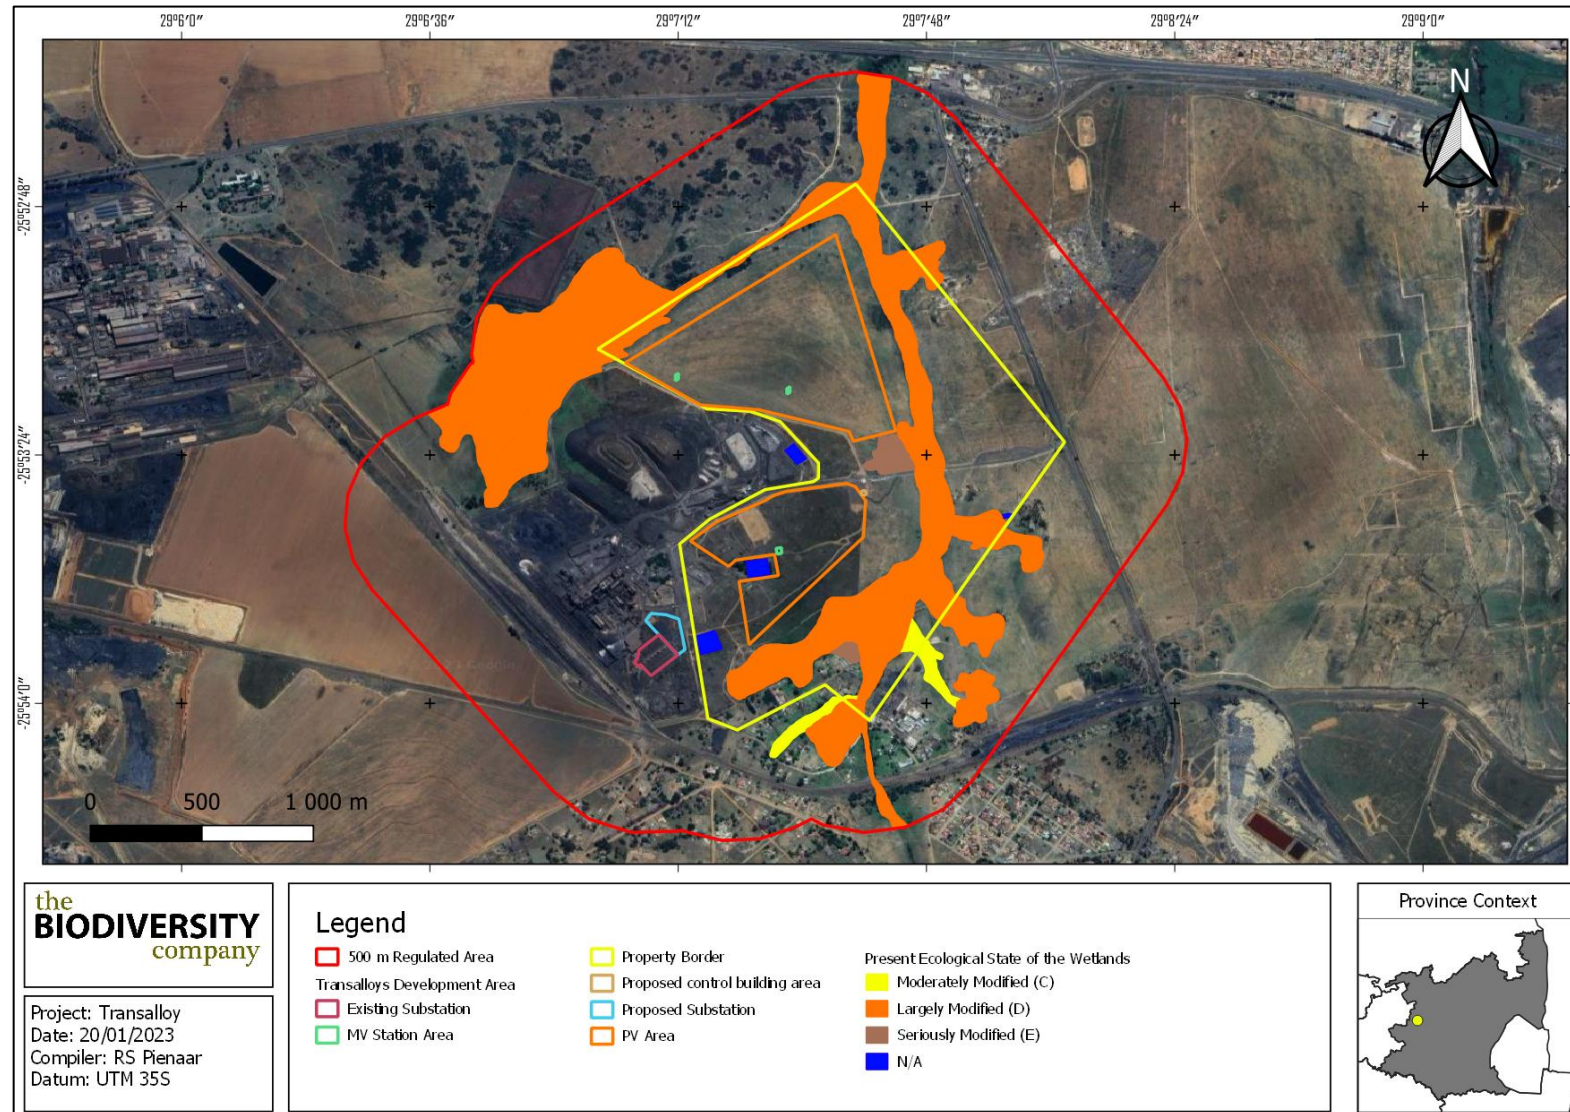 29°6'0"
29°6'36"
29°7'12"
29°7'48"
29°8'24"
29°9'0"
-25°52'48"
-25°53'24"
-25°54'0"
N
0 500 1 000 m
the
BIODIVERSITY
company
Project: Transalloy
Date: 20/01/2023
Compiler: RS Pienaar
Datum: UTM 35S
Legend
500 m Regulated Area
Transalloys Development Area
Existing Substation
MV Station Area
Property Border
Proposed control building area
Proposed Substation
PV Area
Present Ecological State of the Wetlands
Moderately Modified (C)
Largely Modified (D)
Seriously Modified (E)
N/A
Province Context